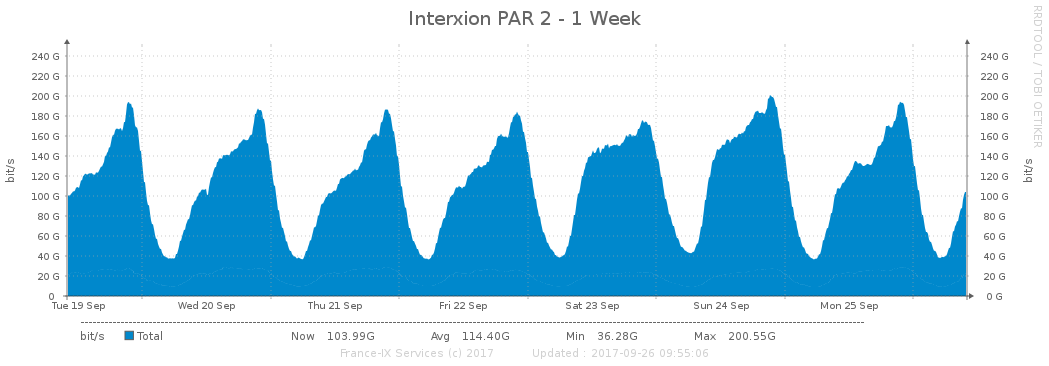 Interxion PAR 2 - 1 Week
RRDTOOL / TOBI OETIKER
240 G 240 G
220 G 220 G
200 G 200 G
180 G 180 G
160 G 160 G
140 G 140 G
120 G 120 G
100 G 100 G
80 G 80 G
60 G 60 G
40 G 40 G
20 G 20 G
0 0 G
bit/s
bit/s
Tue 19 Sep Wed 20 Sep Thu 21 Sep Fri 22 Sep Sat 23 Sep Sun 24 Sep Mon 25 Sep
bit/s Total Now 103.99G Avg 114.40G Min 36.28G Max 200.55G
France-IX Services (c) 2017 Updated : 2017-09-26 09:55:06